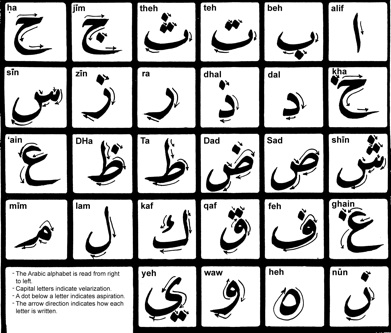 alif
ا
beh
ب
teh
ت
theh
ث
jīm
ج
ḥa
ح
kha
خ
dal
د
dhal
ذ
ra
ر
zīn
ز
sīn
س
shīn
ش
Sad
ص
Dad
ض
Ta
ط
DHa
ظ
'ain
ع
ghain
غ
feh
ف
qaf
ق
kaf
ك
lam
ل
mīm
م
nūn
ن
heh
ه
waw
و
yeh
ي
- The Arabic alphabet is read from right
to left.
- Capital letters indicate velarization.
- A dot below a letter indicates aspiration.
- The arrow direction indicates how each
letter is written.